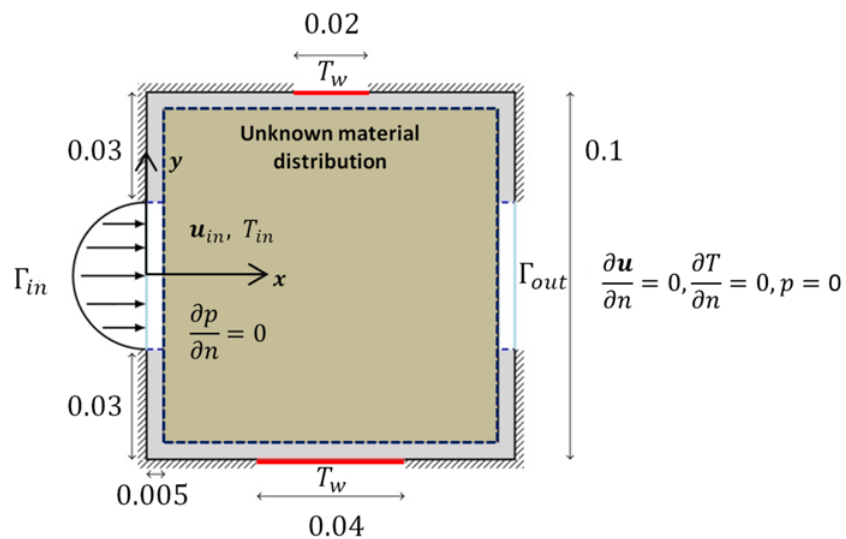 0.02
T_w
0.03
Unknown material
distribution
y
0.1
u_in, T_in
Γ_in
x
Γ_out
∂u/∂n = 0, ∂T/∂n = 0, p = 0
∂p/∂n = 0
0.03
T_w
0.005
0.04